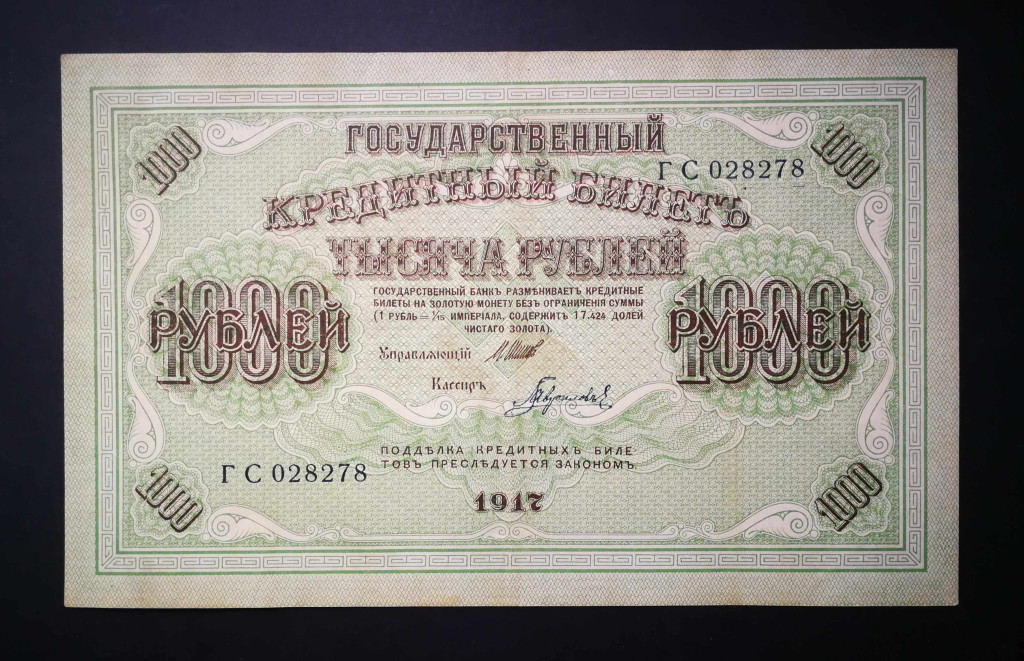 1000
ГОСУДАРСТВЕННЫЙ
1000
ГС 028278
КРЕДИТНЫЙ БИЛЕТЪ
ТЫСЯЧА РУБЛЕЙ
ГОСУДАРСТВЕННЫЙ БАНКЪ РАЗМѢНИВАЕТЪ КРЕДИТНЫЕ
БИЛЕТЫ НА ЗОЛОТУЮ МОНЕТУ БЕЗЪ ОГРАНИЧЕНІЯ СУММЫ
(1 РУБЛЬ = 1/15 ИМПЕРІАЛА, СОДЕРЖИТЪ 17.424 ДОЛЕЙ
ЧИСТАГО ЗОЛОТА).
1000
РУБЛЕЙ
1000
РУБЛЕЙ
Управляющій И.Шипов
Кассиръ
ПОДДѢЛКА КРЕДИТНЫХЪ БИЛЕ-
ТОВЪ ПРЕСЛѢДУЕТСЯ ЗАКОНОМЪ.
ГС 028278
1000
1917
1000